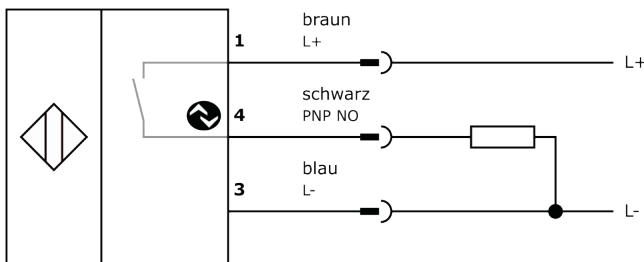 braun
1 L+ L+
schwarz
4 PNP NO
blau
3 L- L-